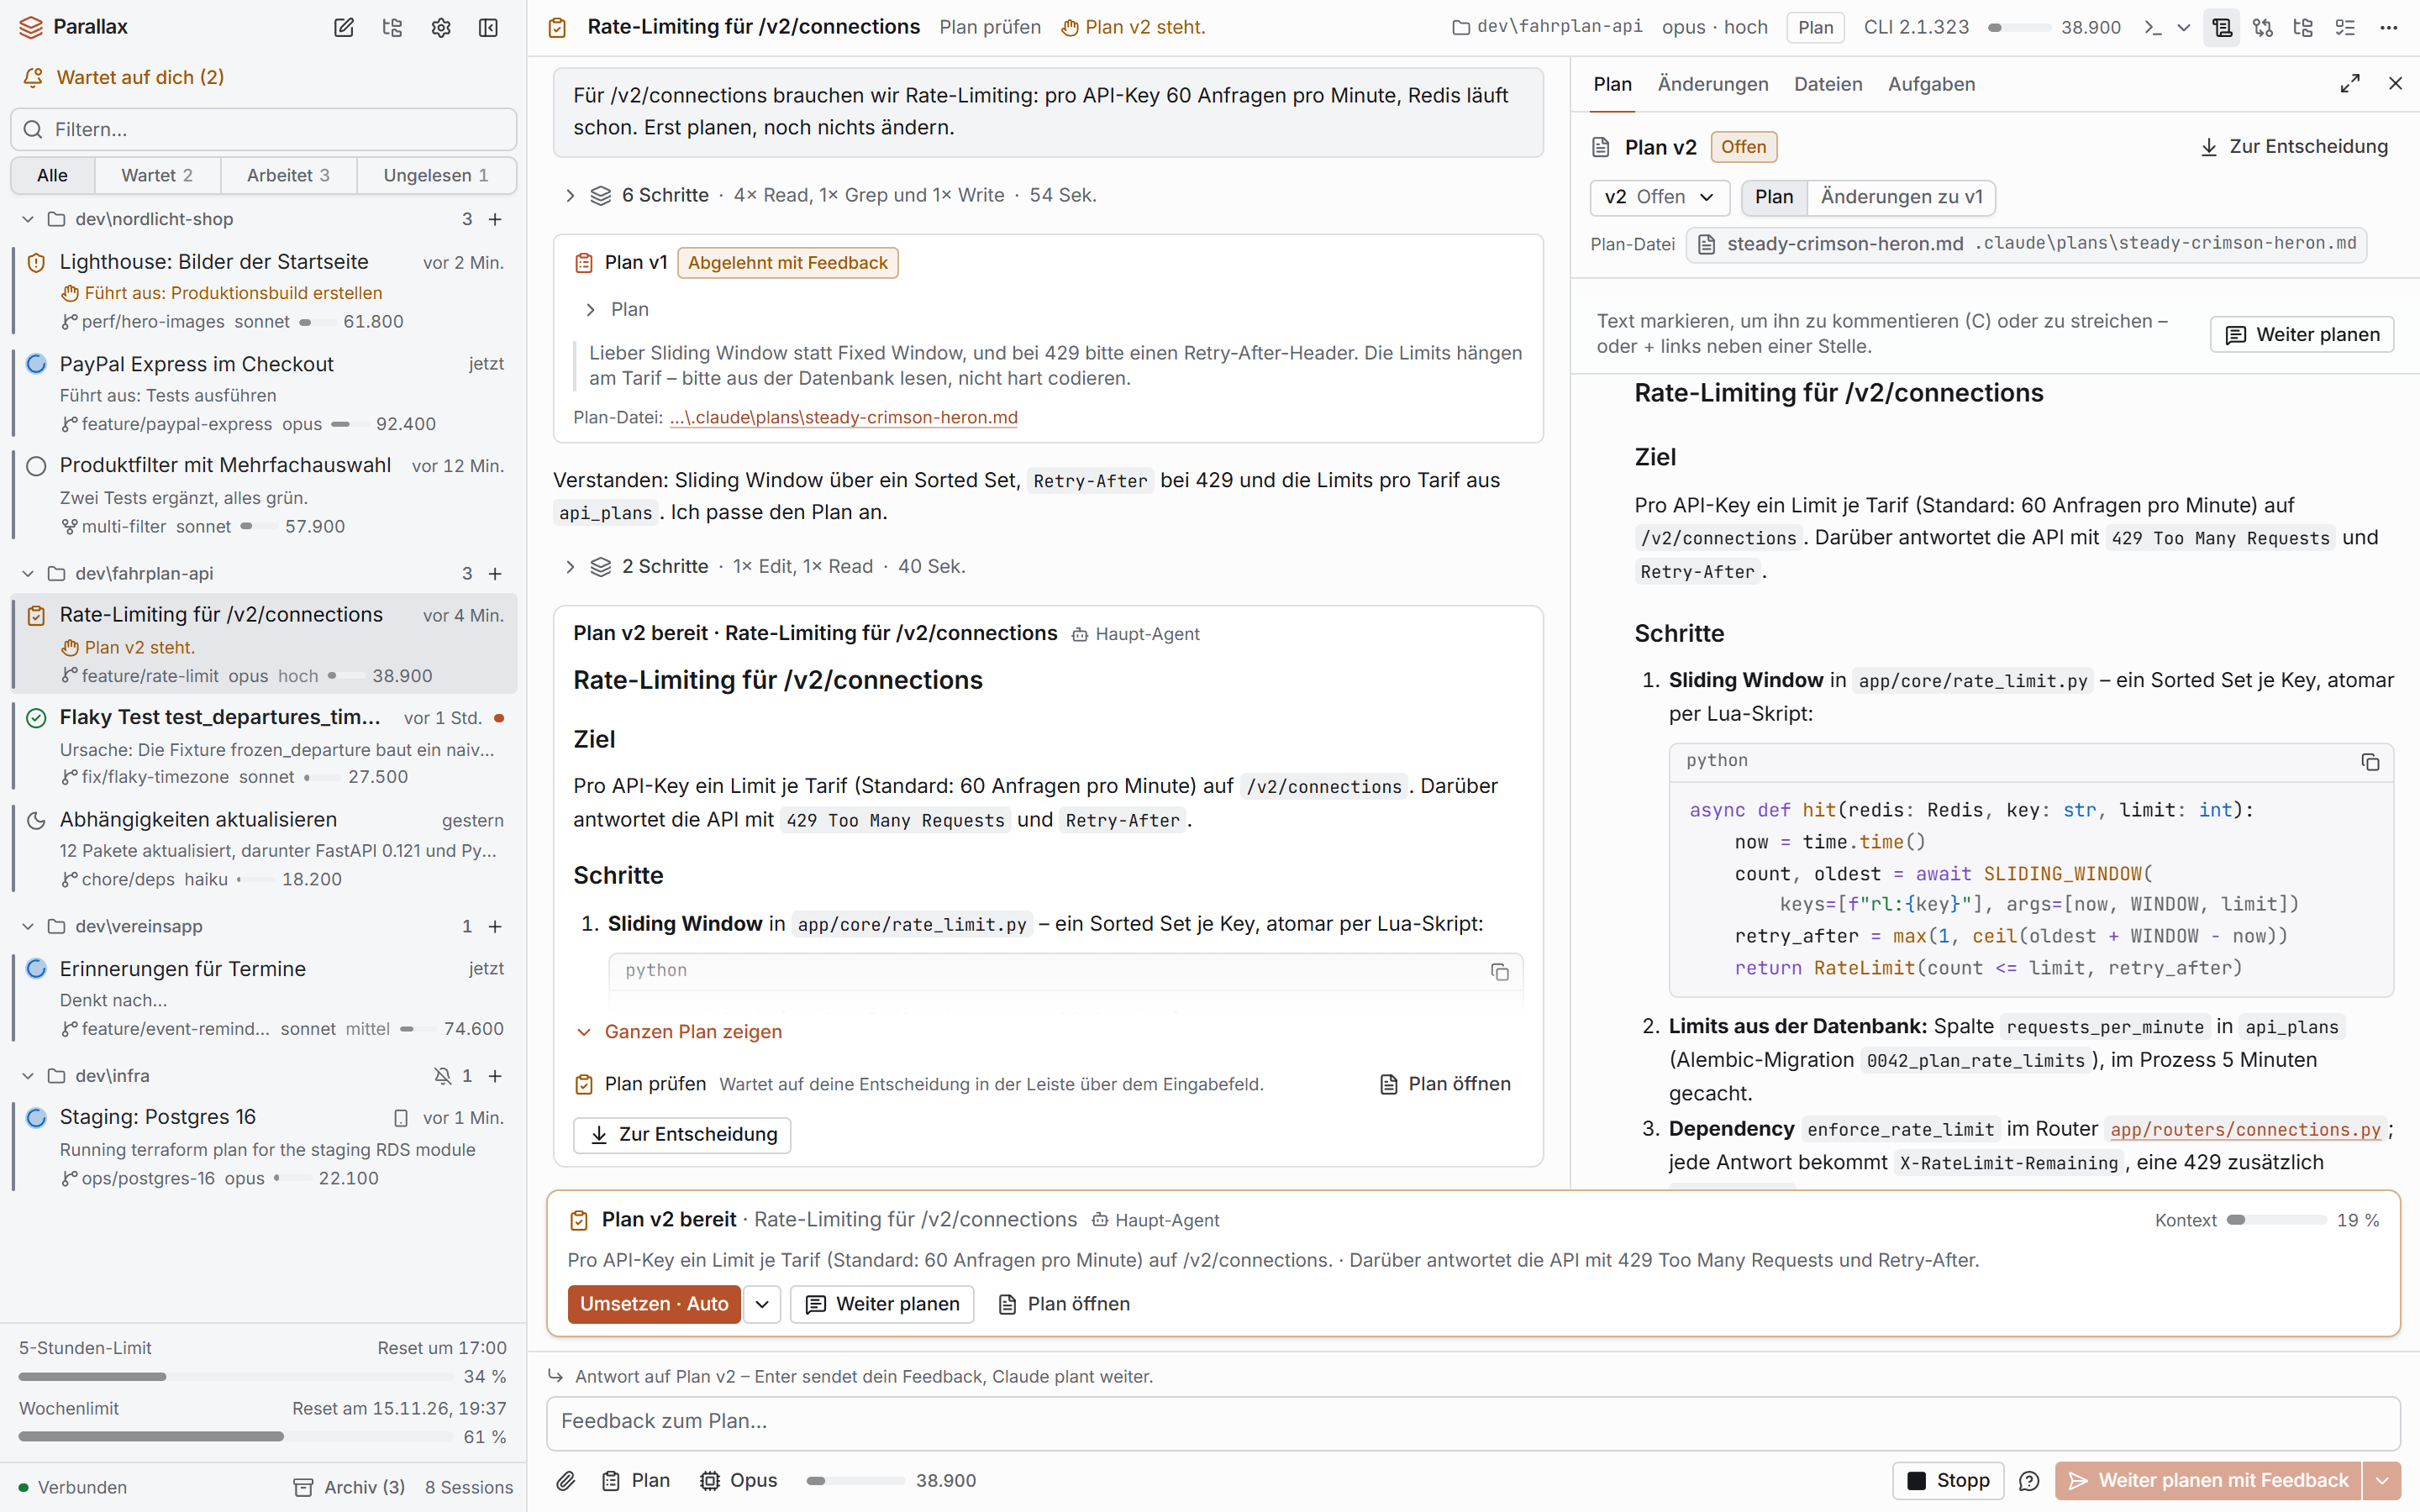 Parallax
Wartet auf dich (2)
Filtern...
Alle
Wartet 2
Arbeitet 3
Ungelesen 1
dev\nordlicht-shop
3
Lighthouse: Bilder der Startseite
vor 2 Min.
Führt aus: Produktionsbuild erstellen
perf/hero-images sonnet 61.800
PayPal Express im Checkout
jetzt
Führt aus: Tests ausführen
feature/paypal-express opus 92.400
Produktfilter mit Mehrfachauswahl
vor 12 Min.
Zwei Tests ergänzt, alles grün.
multi-filter sonnet 57.900
dev\fahrplan-api
3
Rate-Limiting für /v2/connections
vor 4 Min.
Plan v2 steht.
feature/rate-limit opus hoch 38.900
Flaky Test test_departures_tim...
vor 1 Std.
Ursache: Die Fixture frozen_departure baut ein naiv...
fix/flaky-timezone sonnet 27.500
Abhängigkeiten aktualisieren
gestern
12 Pakete aktualisiert, darunter FastAPI 0.121 und Py...
chore/deps haiku 18.200
dev\vereinsapp
1
Erinnerungen für Termine
jetzt
Denkt nach...
feature/event-remind... sonnet mittel 74.600
dev\infra
1
Staging: Postgres 16
vor 1 Min.
Running terraform plan for the staging RDS module
ops/postgres-16 opus 22.100
5-Stunden-Limit
Reset um 17:00
34 %
Wochenlimit
Reset am 15.11.26, 19:37
61 %
Verbunden
Archiv (3)
8 Sessions
Rate-Limiting für /v2/connections
Plan prüfen
Plan v2 steht.
dev\fahrplan-api
opus · hoch
Plan
CLI 2.1.323
38.900
Für /v2/connections brauchen wir Rate-Limiting: pro API-Key 60 Anfragen pro Minute, Redis läuft
schon. Erst planen, noch nichts ändern.
6 Schritte · 4× Read, 1× Grep und 1× Write · 54 Sek.
Plan v1
Abgelehnt mit Feedback
Plan
Lieber Sliding Window statt Fixed Window, und bei 429 bitte einen Retry-After-Header. Die Limits hängen
am Tarif – bitte aus der Datenbank lesen, nicht hart codieren.
Plan-Datei: ...\.claude\plans\steady-crimson-heron.md
Verstanden: Sliding Window über ein Sorted Set, Retry-After bei 429 und die Limits pro Tarif aus
api_plans. Ich passe den Plan an.
2 Schritte · 1× Edit, 1× Read · 40 Sek.
Plan v2 bereit · Rate-Limiting für /v2/connections
Haupt-Agent
Rate-Limiting für /v2/connections
Ziel
Pro API-Key ein Limit je Tarif (Standard: 60 Anfragen pro Minute) auf /v2/connections. Darüber
antwortet die API mit 429 Too Many Requests und Retry-After.
Schritte
1. Sliding Window in app/core/rate_limit.py – ein Sorted Set je Key, atomar per Lua-Skript:
python
Ganzen Plan zeigen
Plan prüfen
Wartet auf deine Entscheidung in der Leiste über dem Eingabefeld.
Plan öffnen
Zur Entscheidung
Plan
Änderungen
Dateien
Aufgaben
Plan v2
Offen
Zur Entscheidung
v2 Offen
Plan
Änderungen zu v1
Plan-Datei
steady-crimson-heron.md .claude\plans\steady-crimson-heron.md
Text markieren, um ihn zu kommentieren (C) oder zu streichen –
oder + links neben einer Stelle.
Weiter planen
Rate-Limiting für /v2/connections
Ziel
Pro API-Key ein Limit je Tarif (Standard: 60 Anfragen pro Minute) auf
/v2/connections. Darüber antwortet die API mit 429 Too Many Requests und
Retry-After.
Schritte
1. Sliding Window in app/core/rate_limit.py – ein Sorted Set je Key, atomar
per Lua-Skript:
python
async def hit(redis: Redis, key: str, limit: int):
    now = time.time()
    count, oldest = await SLIDING_WINDOW(
        keys=[f"rl:{key}"], args=[now, WINDOW, limit])
    retry_after = max(1, ceil(oldest + WINDOW - now))
    return RateLimit(count <= limit, retry_after)
2. Limits aus der Datenbank: Spalte requests_per_minute in api_plans
(Alembic-Migration 0042_plan_rate_limits), im Prozess 5 Minuten
gecacht.
3. Dependency enforce_rate_limit im Router app/routers/connections.py;
jede Antwort bekommt X-RateLimit-Remaining, eine 429 zusätzlich
Plan v2 bereit · Rate-Limiting für /v2/connections
Haupt-Agent
Kontext 19 %
Pro API-Key ein Limit je Tarif (Standard: 60 Anfragen pro Minute) auf /v2/connections. · Darüber antwortet die API mit 429 Too Many Requests und Retry-After.
Umsetzen · Auto
Weiter planen
Plan öffnen
Antwort auf Plan v2 – Enter sendet dein Feedback, Claude plant weiter.
Feedback zum Plan...
Plan
Opus
38.900
Stopp
Weiter planen mit Feedback